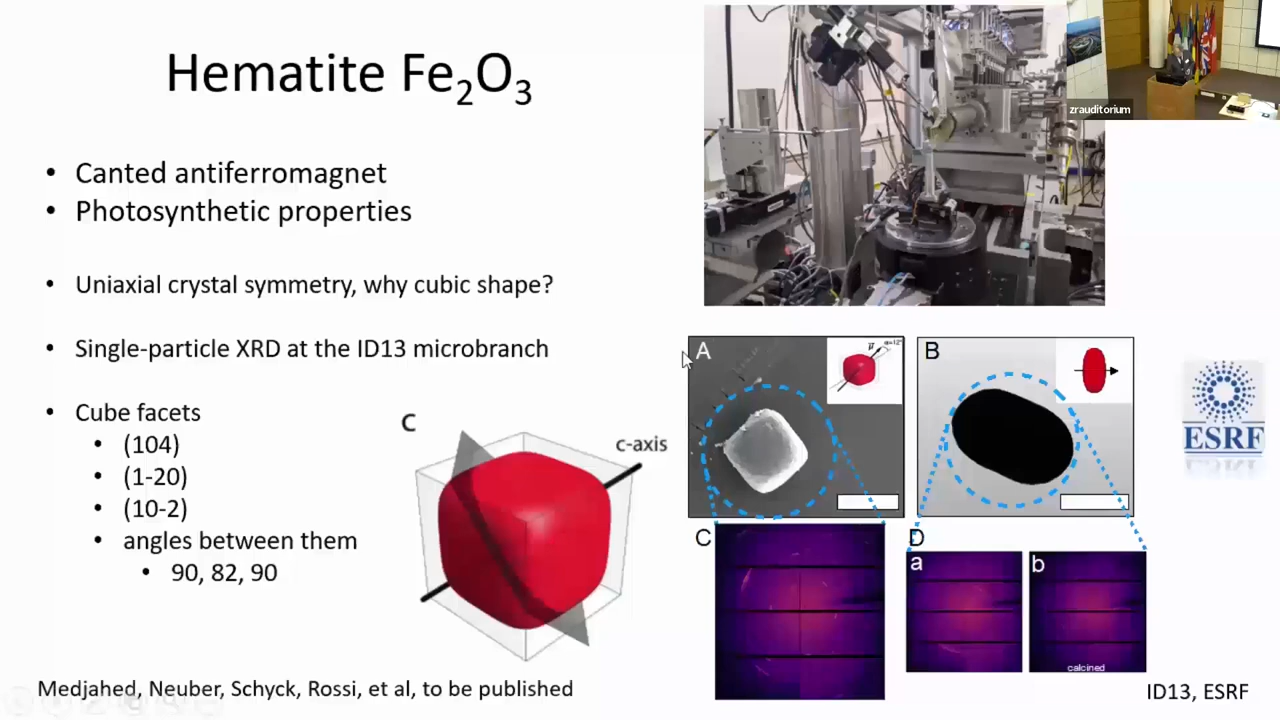 Hematite Fe₂O₃
• Canted antiferromagnet
• Photosynthetic properties
• Uniaxial crystal symmetry, why cubic shape?
• Single-particle XRD at the ID13 microbranch
• Cube facets
• (104)
• (1-20)
• (10-2)
• angles between them
• 90, 82, 90
Medjahed, Neuber, Schyck, Rossi, et al, to be published
C
c-axis
zrauditorium
A
μ
α=12°
B
C
D
a
b
calcined
ESRF
ID13, ESRF